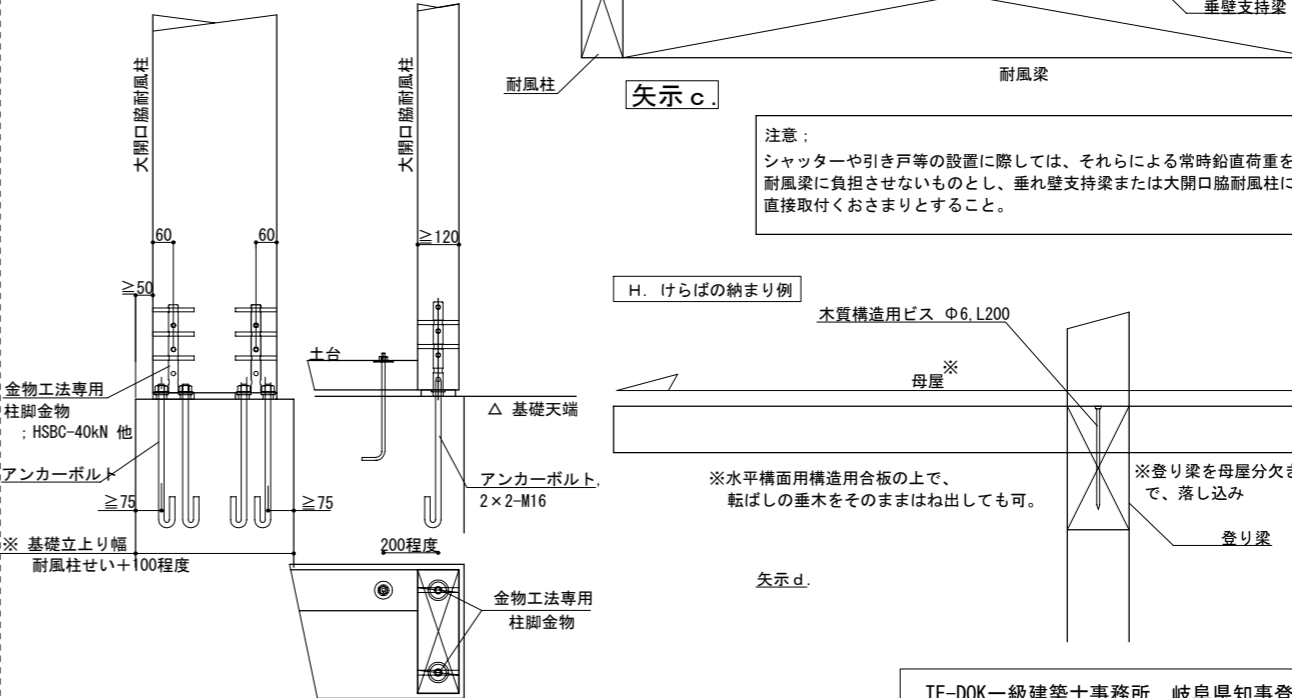 垂壁支持梁
耐風柱
耐風梁
矢示ｃ.
注意；
シャッターや引き戸等の設置に際しては、それらによる常時鉛直荷重を
耐風梁に負担させないものとし、垂れ壁支持梁または大開口脇耐風柱に
直接取付くおさまりとすること。
大開口脇耐風柱
大開口脇耐風柱
60
60
≧120
≧50
金物工法専用
柱脚金物
；HSBC-40kN 他
アンカーボルト
≧75
≧75
※ 基礎立上り幅
耐風柱せい＋100程度
土台
△ 基礎天端
アンカーボルト,
2×2-M16
200程度
金物工法専用
柱脚金物
Ｈ．けらばの納まり例
木質構造用ビス Φ6,L200
母屋※
※水平構面用構造用合板の上で、
転ばしの垂木をそのままはね出しても可。
※登り梁を母屋分欠き
で、落し込み
登り梁
矢示ｄ.
TE-DOK一級建築士事務所　岐阜県知事登